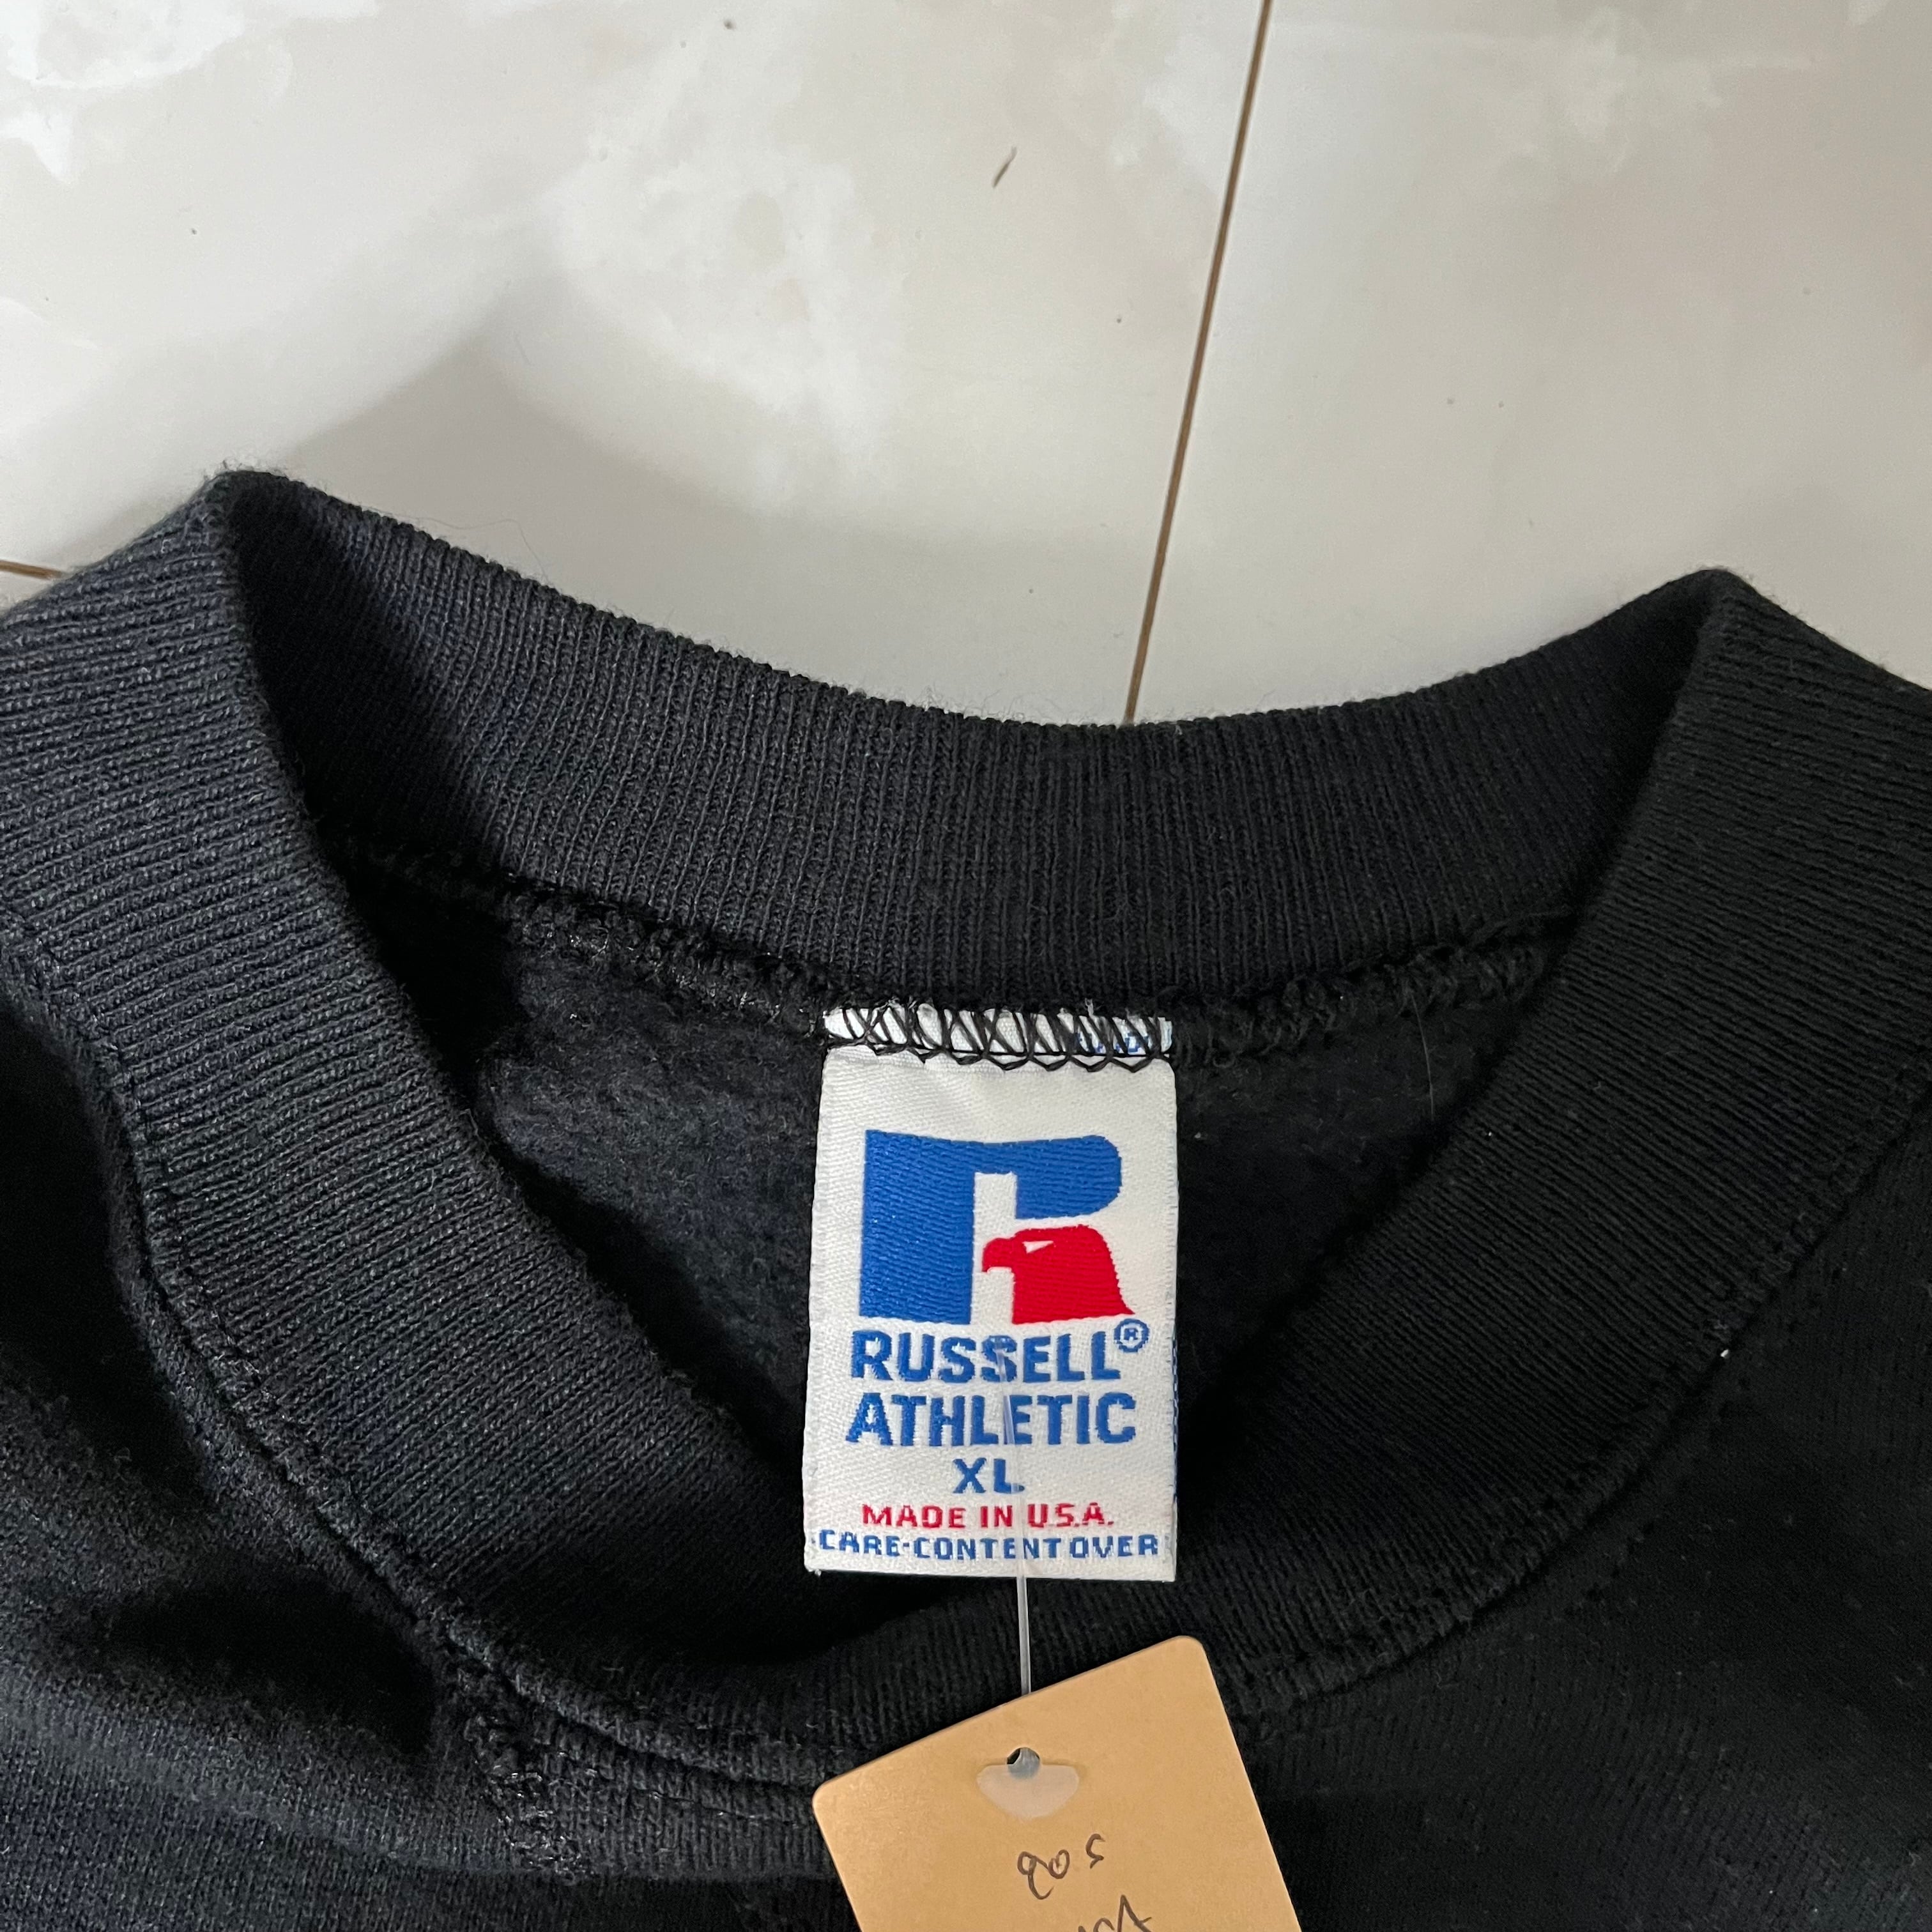 RUSSELL®
ATHLETIC
XL
MADE IN U.S.A.
CARE-CONTENT OVER